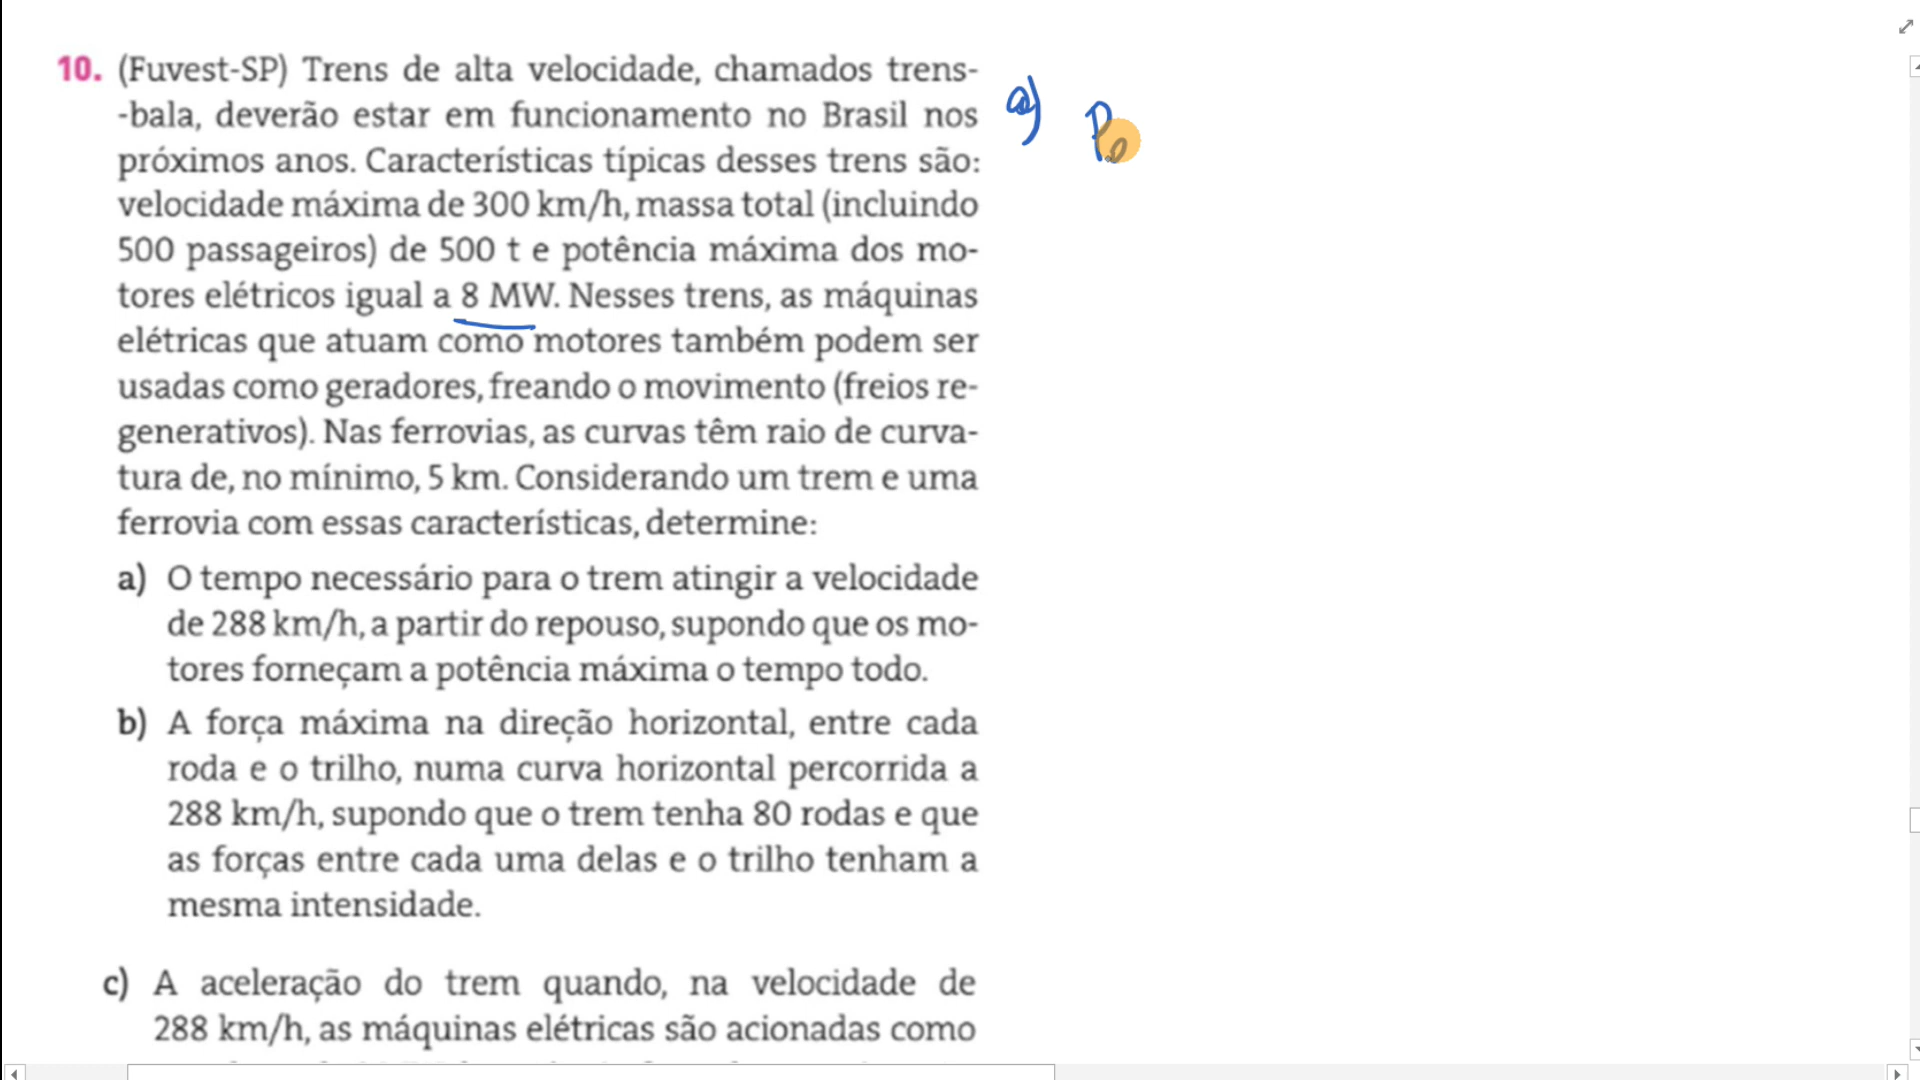 10. (Fuvest-SP) Trens de alta velocidade, chamados trens-
-bala, deverão estar em funcionamento no Brasil nos
próximos anos. Características típicas desses trens são:
velocidade máxima de 300 km/h, massa total (incluindo
500 passageiros) de 500 t e potência máxima dos mo-
tores elétricos igual a 8 MW. Nesses trens, as máquinas
elétricas que atuam como motores também podem ser
usadas como geradores, freando o movimento (freios re-
generativos). Nas ferrovias, as curvas têm raio de curva-
tura de, no mínimo, 5 km. Considerando um trem e uma
ferrovia com essas características, determine:
a) O tempo necessário para o trem atingir a velocidade
de 288 km/h, a partir do repouso, supondo que os mo-
tores forneçam a potência máxima o tempo todo.
b) A força máxima na direção horizontal, entre cada
roda e o trilho, numa curva horizontal percorrida a
288 km/h, supondo que o trem tenha 80 rodas e que
as forças entre cada uma delas e o trilho tenham a
mesma intensidade.
c) A aceleração do trem quando, na velocidade de
288 km/h, as máquinas elétricas são acionadas como
a) Po